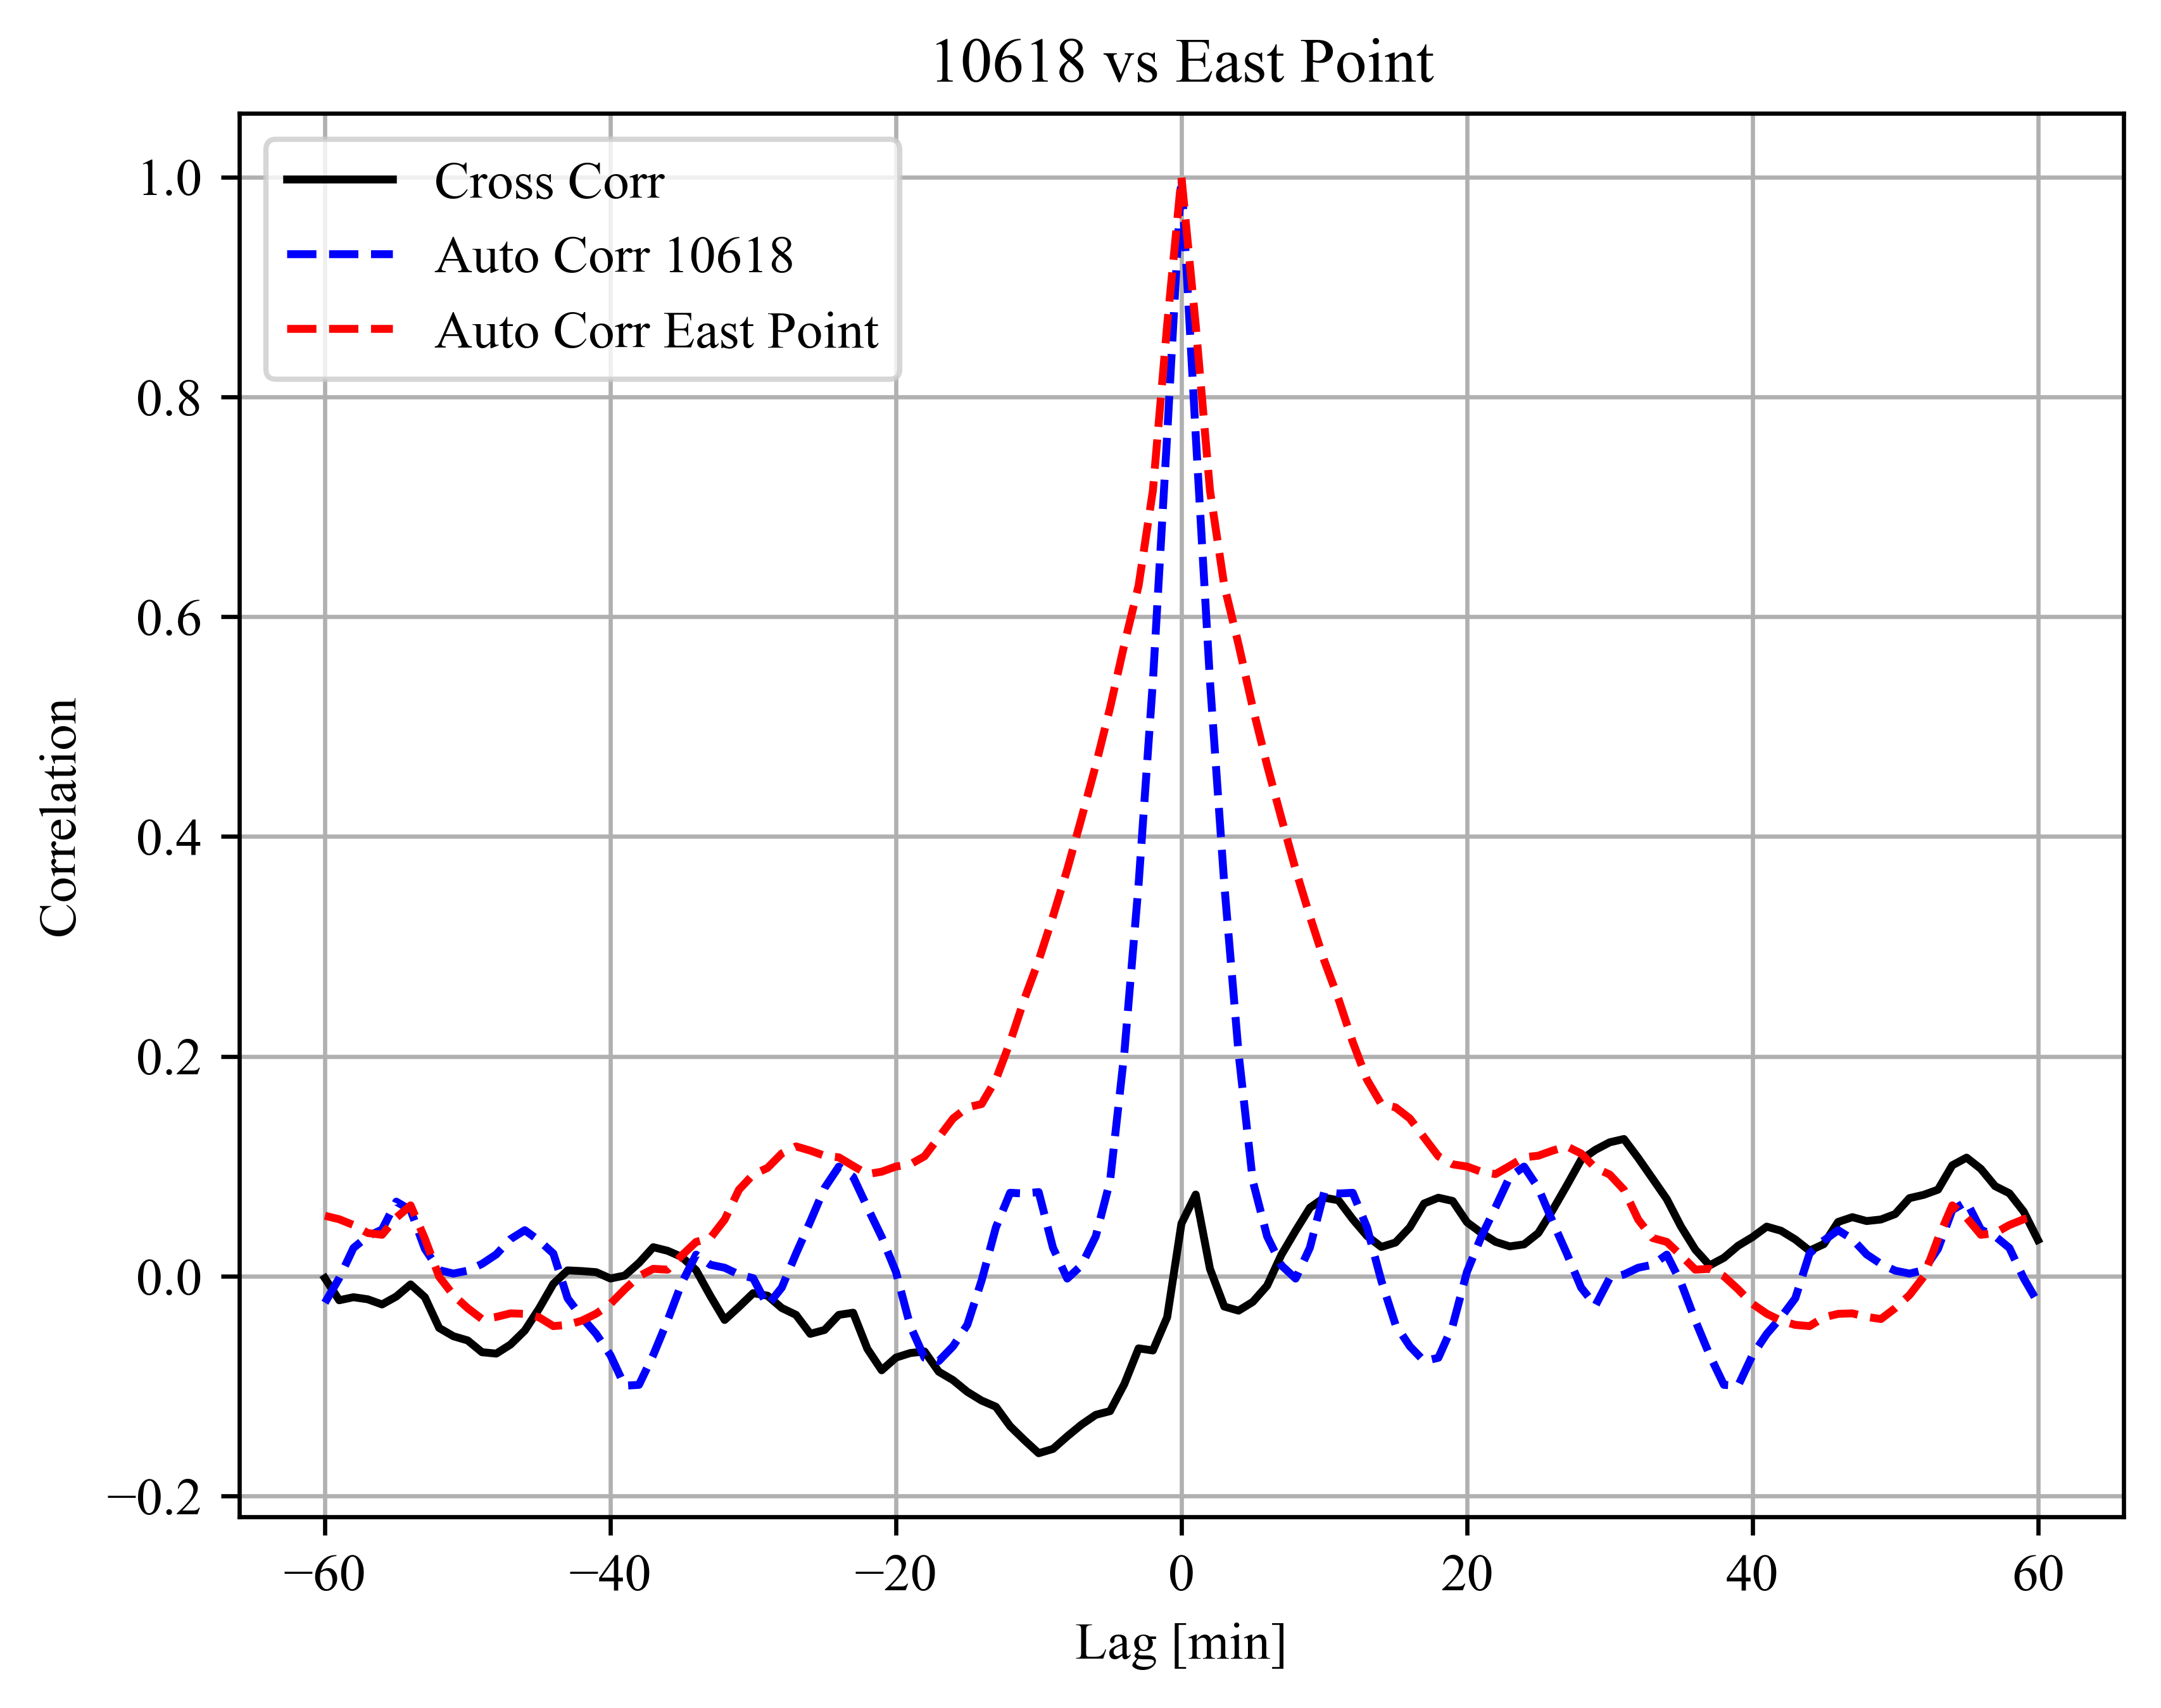 10618 vs East Point
Cross Corr
Auto Corr 10618
Auto Corr East Point
1.0
0.8
0.6
0.4
0.2
0.0
−0.2
Correlation
−60 −40 −20 0 20 40 60
Lag [min]